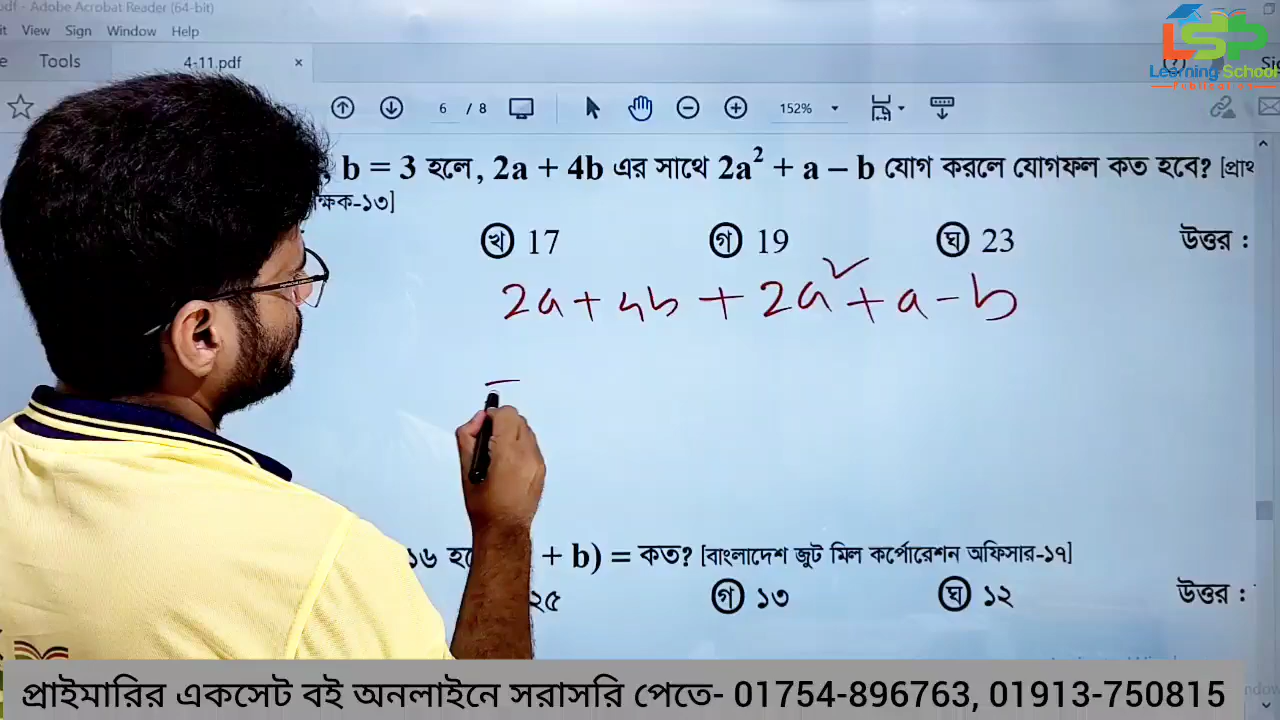 pdf - Adobe Acrobat Reader (64-bit)
View Sign Window Help
Tools 4-11.pdf ×
6 / 8 152%
LSP
Learning School
Publication
b = 3 হলে, 2a + 4b এর সাথে 2a² + a – b যোগ করলে যোগফল কত হবে? [প্রাথ
ক্ষক-১৩]
খ 17 গ 19 ঘ 23 উত্তর :
2a + 4b + 2a² + a - b
১৬ + b) = কত? [বাংলাদেশ জুট মিল কর্পোরেশন অফিসার-১৭]
২৫ গ ১৩ ঘ ১২ উত্তর :
প্রাইমারির একসেট বই অনলাইনে সরাসরি পেতে- 01754-896763, 01913-750815